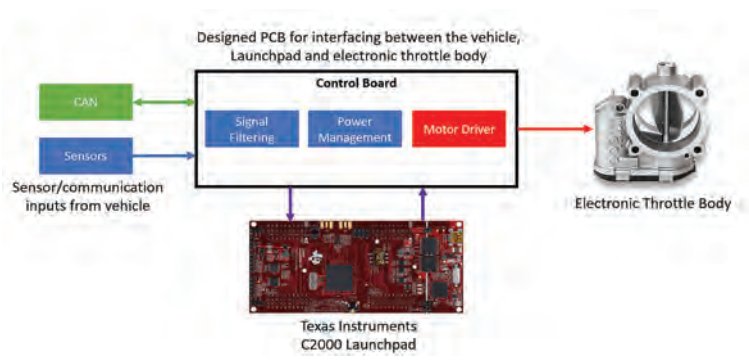 Designed PCB for interfacing between the vehicle,
Launchpad and electronic throttle body
Control Board
CAN
Signal
Filtering
Power
Management
Motor Driver
Sensors
Sensor/communication
inputs from vehicle
Electronic Throttle Body
Texas Instruments
C2000 Launchpad